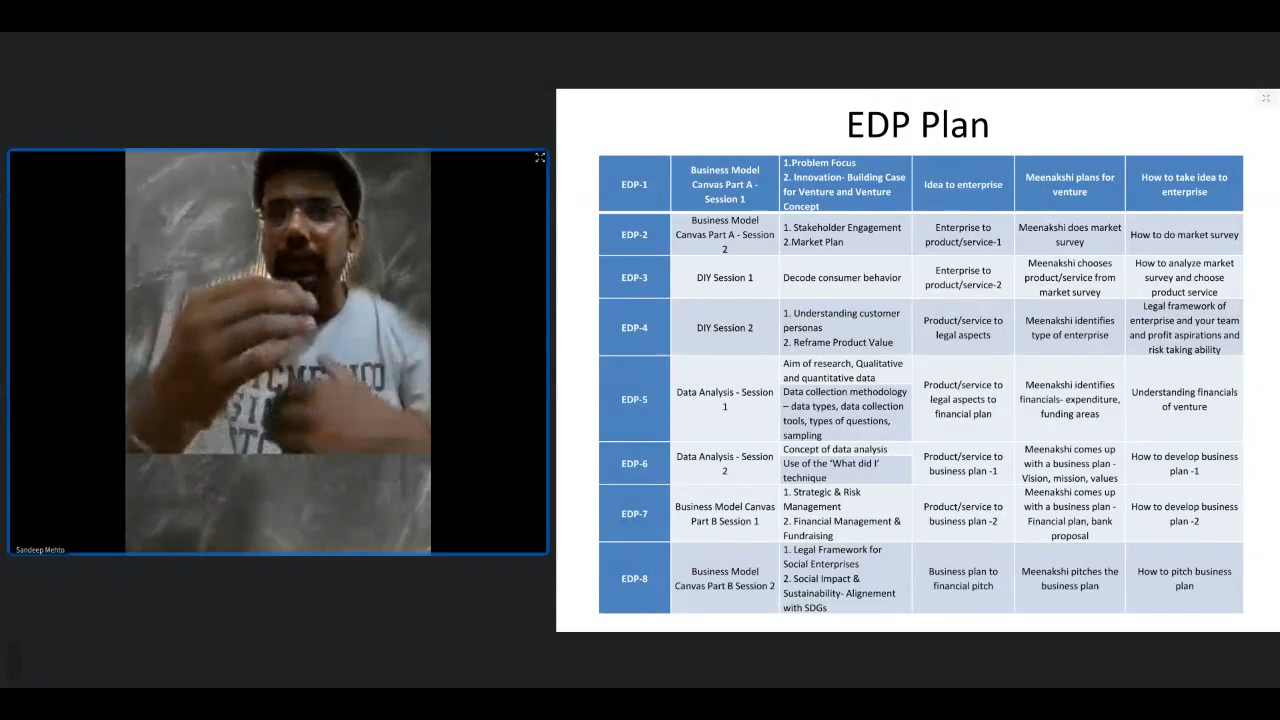 EDP Plan
EDP-1
Business Model
Canvas Part A -
Session 1
1.Problem Focus
2. Innovation- Building Case
for Venture and Venture
Concept
Idea to enterprise
Meenakshi plans for
venture
How to take idea to
enterprise
EDP-2
Business Model
Canvas Part A - Session
2
1. Stakeholder Engagement
2.Market Plan
Enterprise to
product/service-1
Meenakshi does market
survey
How to do market survey
EDP-3
DIY Session 1
Decode consumer behavior
Enterprise to
product/service-2
Meenakshi chooses
product/service from
market survey
How to analyze market
survey and choose
product service
EDP-4
DIY Session 2
1. Understanding customer
personas
2. Reframe Product Value
Product/service to
legal aspects
Meenakshi identifies
type of enterprise
Legal framework of
enterprise and your team
and profit aspirations and
risk taking ability
EDP-5
Data Analysis - Session
1
Aim of research, Qualitative
and quantitative data
Data collection methodology
– data types, data collection
tools, types of questions,
sampling
Product/service to
legal aspects to
financial plan
Meenakshi identifies
financials- expenditure,
funding areas
Understanding financials
of venture
EDP-6
Data Analysis - Session
2
Concept of data analysis
Use of the ‘What did I’
technique
Product/service to
business plan -1
Meenakshi comes up
with a business plan -
Vision, mission, values
How to develop business
plan -1
EDP-7
Business Model Canvas
Part B Session 1
1. Strategic & Risk
Management
2. Financial Management &
Fundraising
Product/service to
business plan -2
Meenakshi comes up
with a business plan -
Financial plan, bank
proposal
How to develop business
plan -2
EDP-8
Business Model
Canvas Part B Session 2
1. Legal Framework for
Social Enterprises
2. Social Impact &
Sustainability- Alignement
with SDGs
Business plan to
financial pitch
Meenakshi pitches the
business plan
How to pitch business
plan
Sandeep Mehto